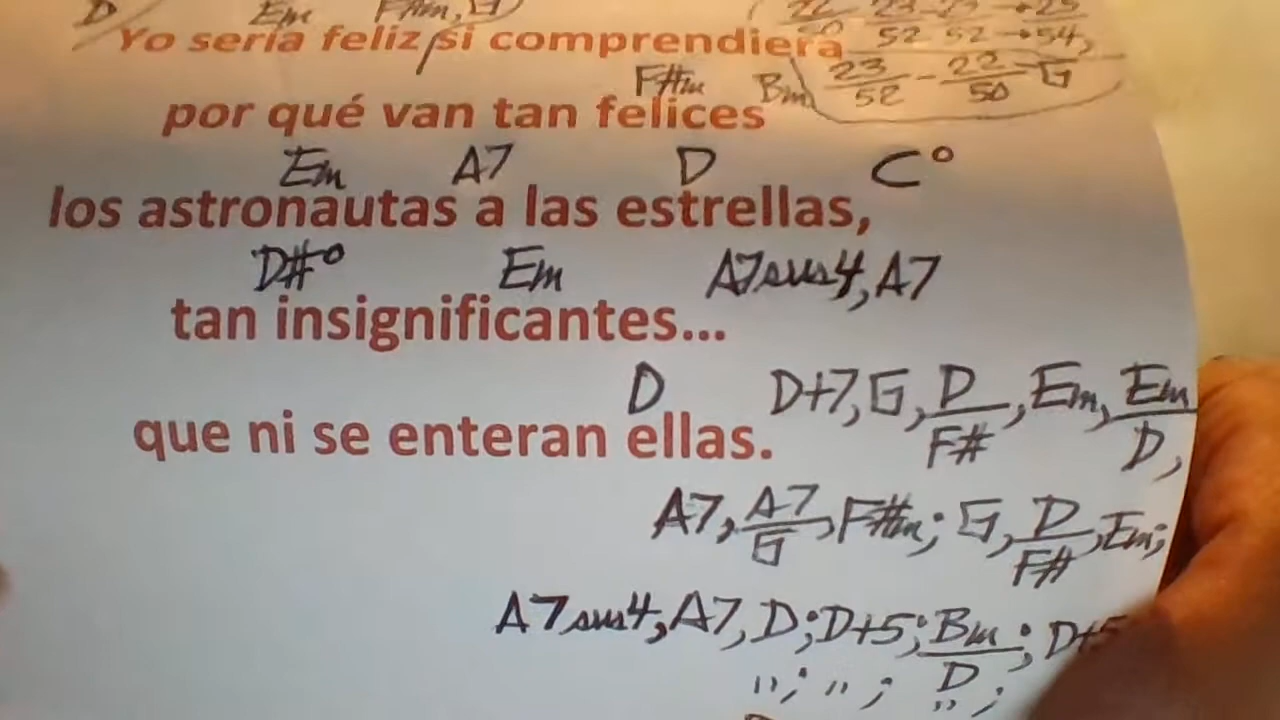 D Em F#m, G
Yo sería feliz si comprendiera
F#m Bm 23/52 - 22/50 - G
por qué van tan felices
Em A7 D C°
los astronautas a las estrellas,
D#° Em A7sus4, A7
tan insignificantes...
D D+7, G, D/F#, Em, Em/D,
que ni se enteran ellas.
A7, A7/G, F#m; G, D/F#, Em;
A7sus4, A7, D; D+5; Bm/D; D+5
"; "; ";